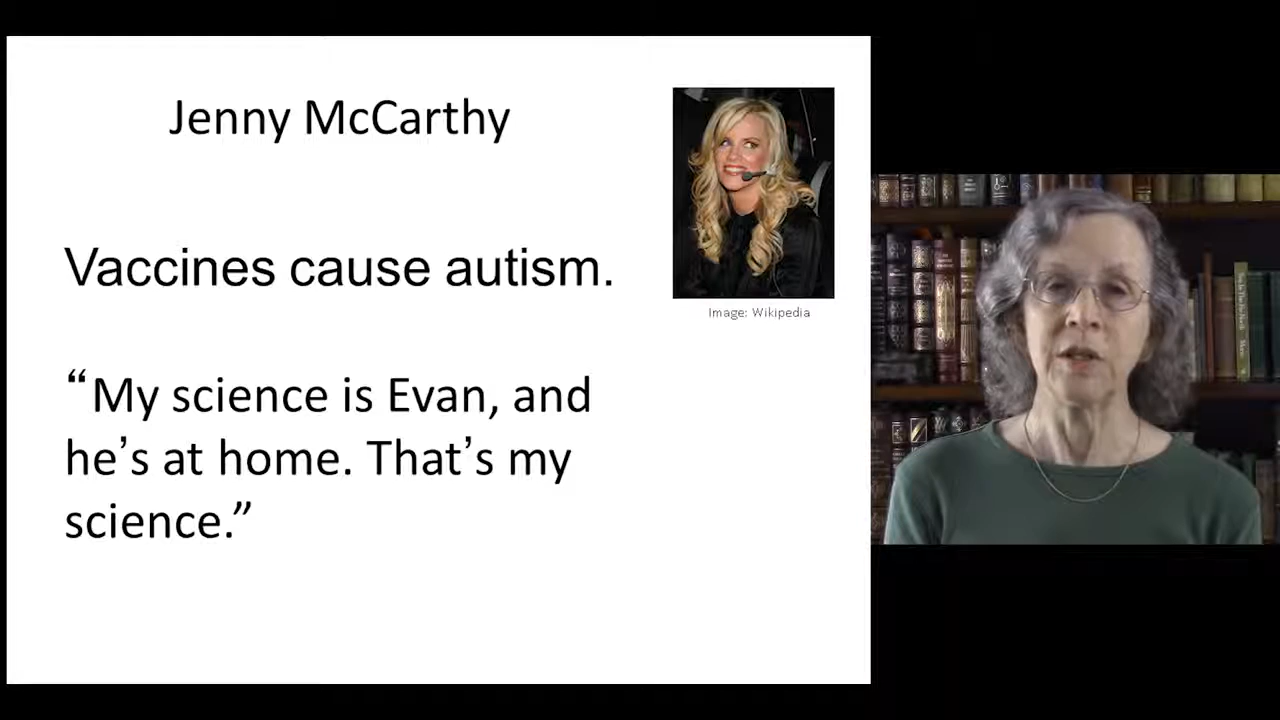 Jenny McCarthy
Image: Wikipedia
Vaccines cause autism.
“My science is Evan, and
he’s at home. That’s my
science.”